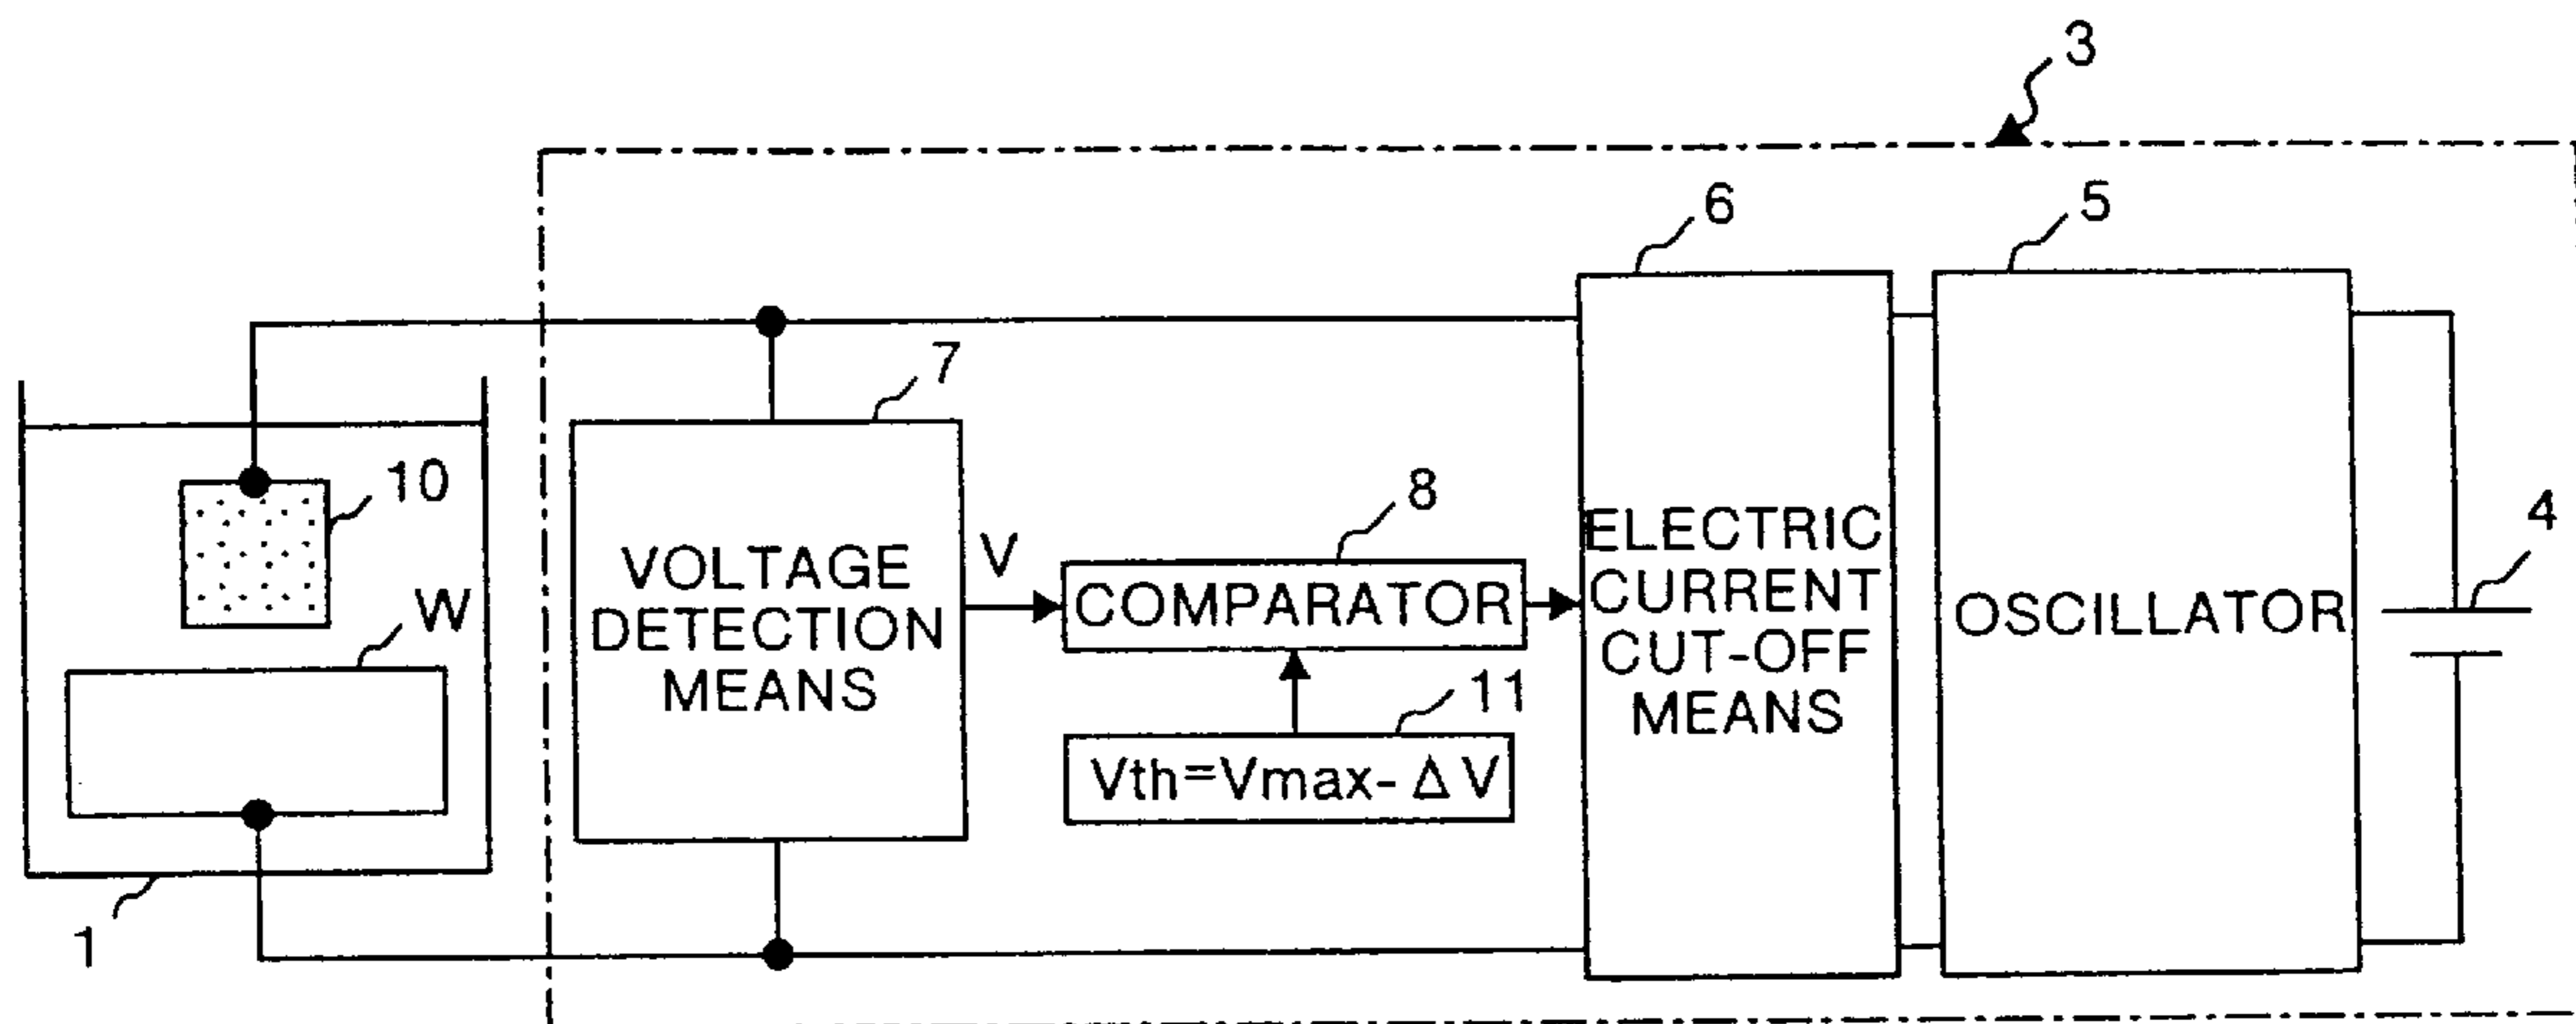 3
6
5
7
10
8
4
W
V
VOLTAGE
DETECTION
MEANS
COMPARATOR
ELECTRIC
CURRENT
CUT-OFF
MEANS
OSCILLATOR
11
Vth=Vmax-ΔV
1